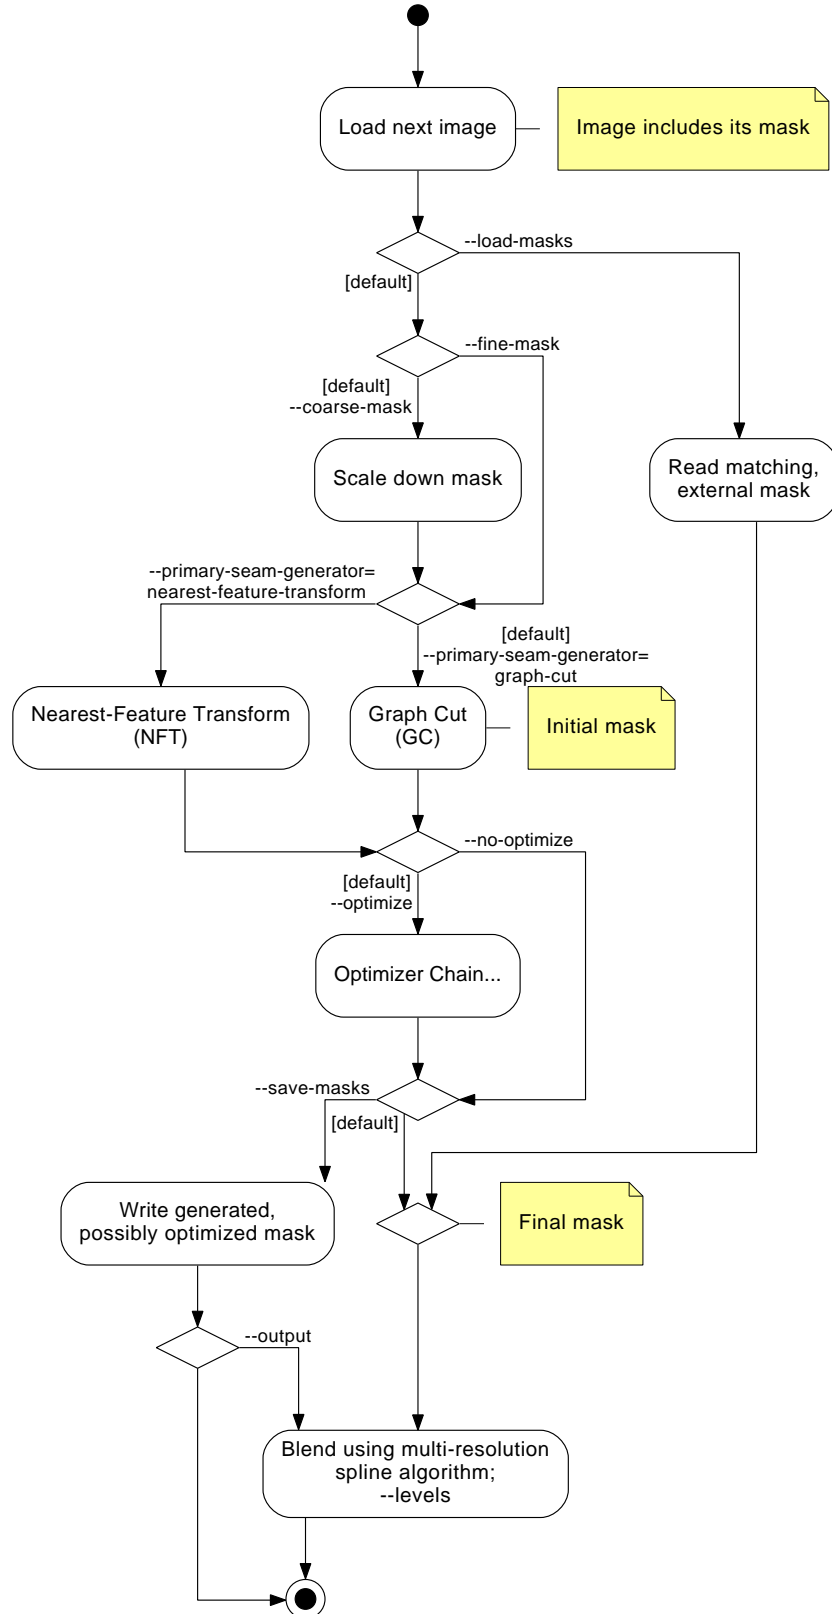 Load next image
Image includes its mask
--load-masks
[default]
--fine-mask
[default]
--coarse-mask
Scale down mask
Read matching,
external mask
--primary-seam-generator=
nearest-feature-transform
[default]
--primary-seam-generator=
graph-cut
Nearest-Feature Transform
(NFT)
Graph Cut
(GC)
Initial mask
--no-optimize
[default]
--optimize
Optimizer Chain...
--save-masks
[default]
Write generated,
possibly optimized mask
Final mask
--output
Blend using multi-resolution
spline algorithm;
--levels